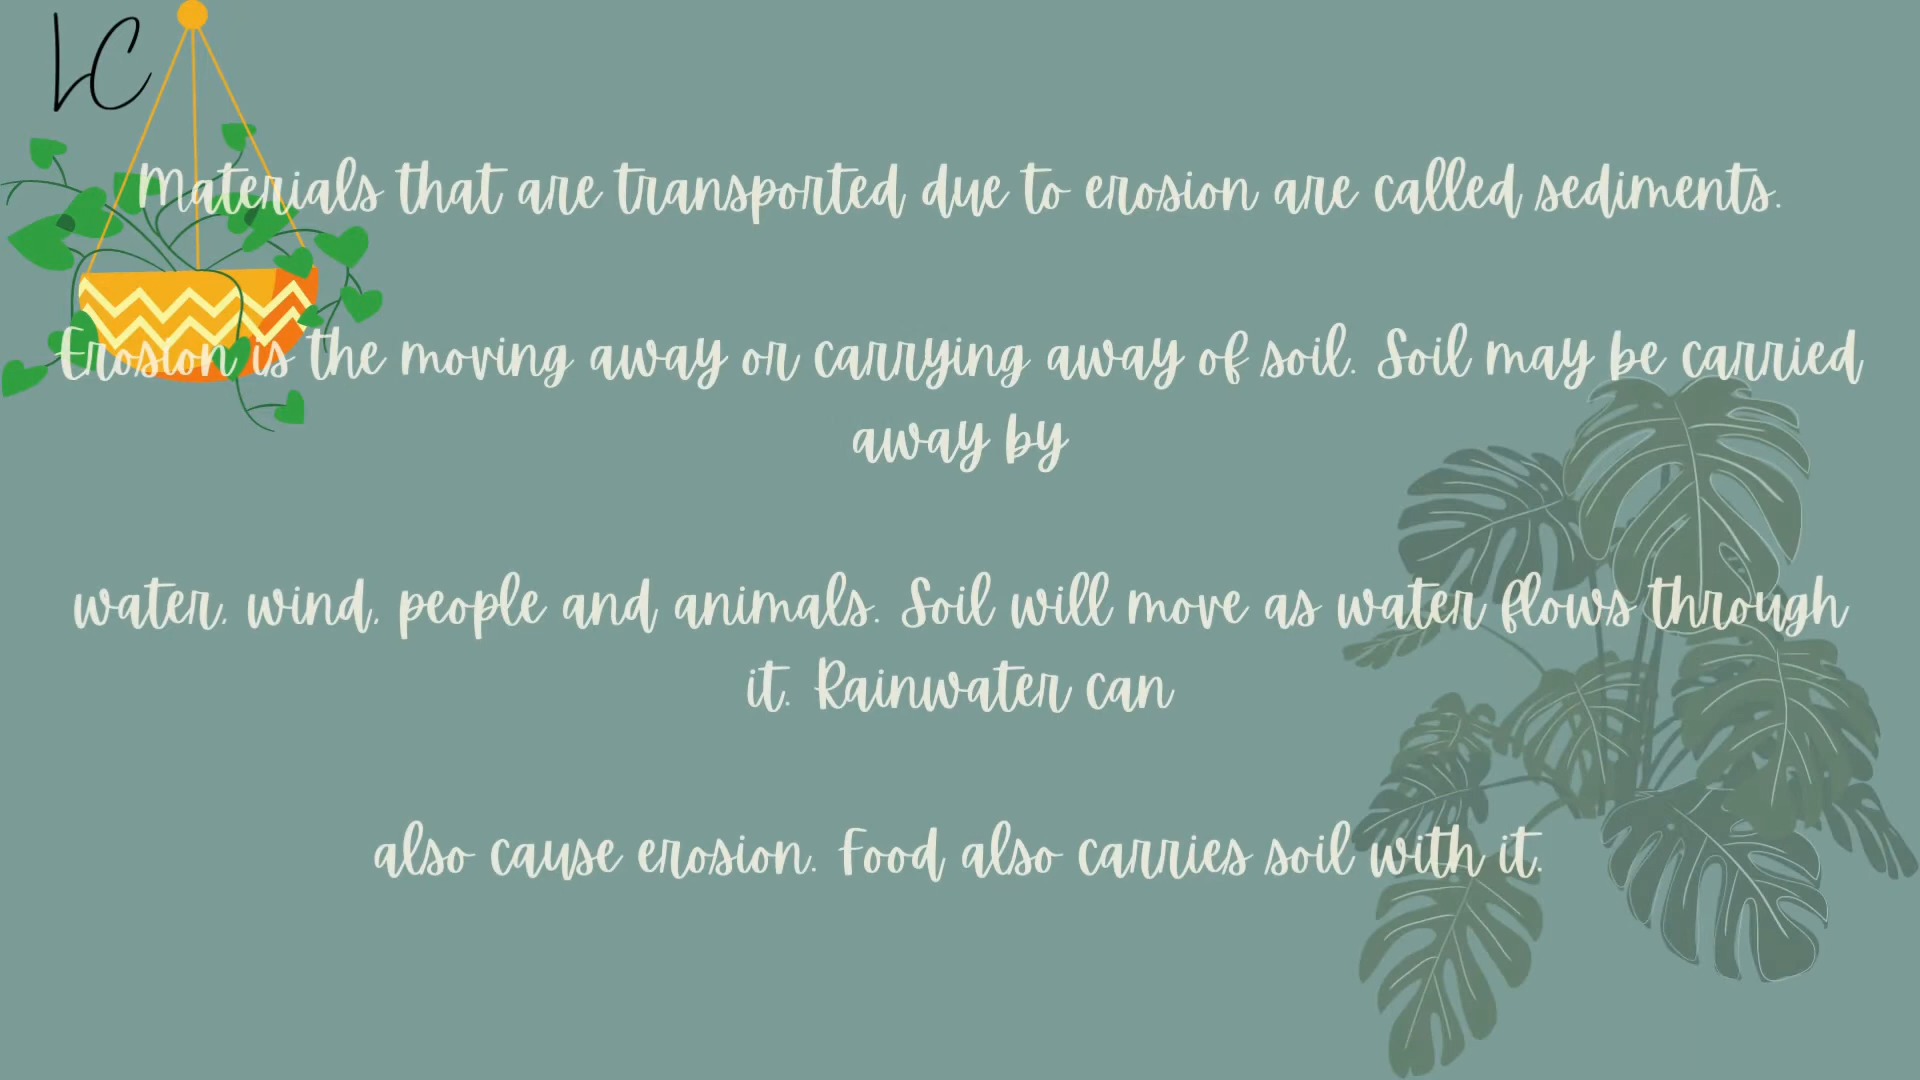 LC
Materials that are transported due to erosion are called sediments.
Erosion is the moving away or carrying away of soil. Soil may be carried
away by
water, wind, people and animals. Soil will move as water flows through
it. Rainwater can
also cause erosion. Food also carries soil with it.